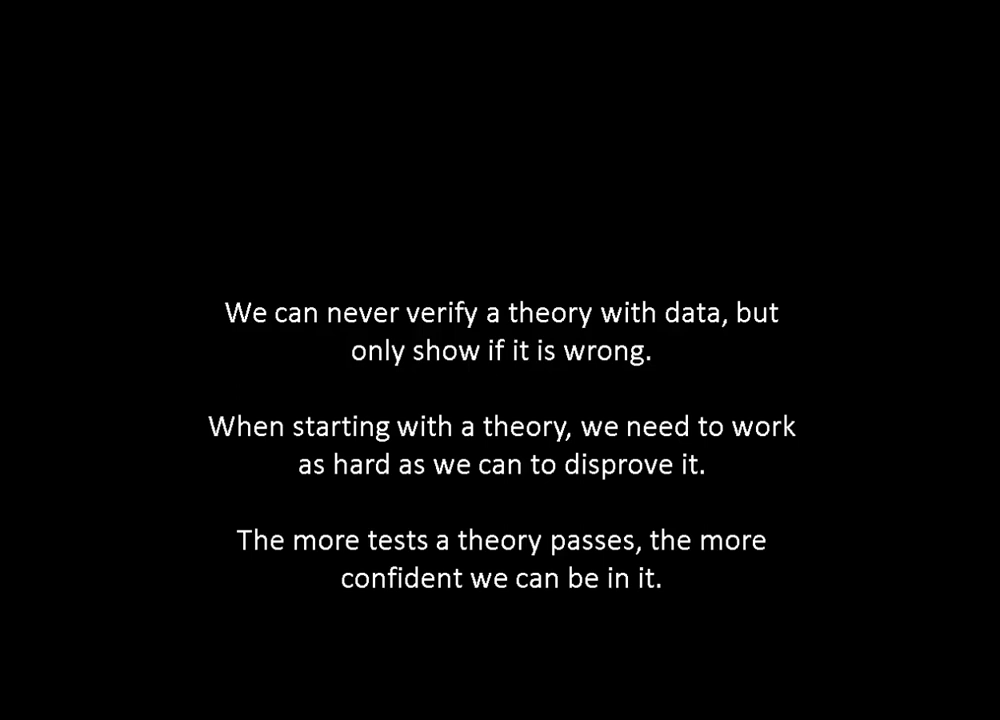 We can never verify a theory with data, but
only show if it is wrong.
When starting with a theory, we need to work
as hard as we can to disprove it.
The more tests a theory passes, the more
confident we can be in it.